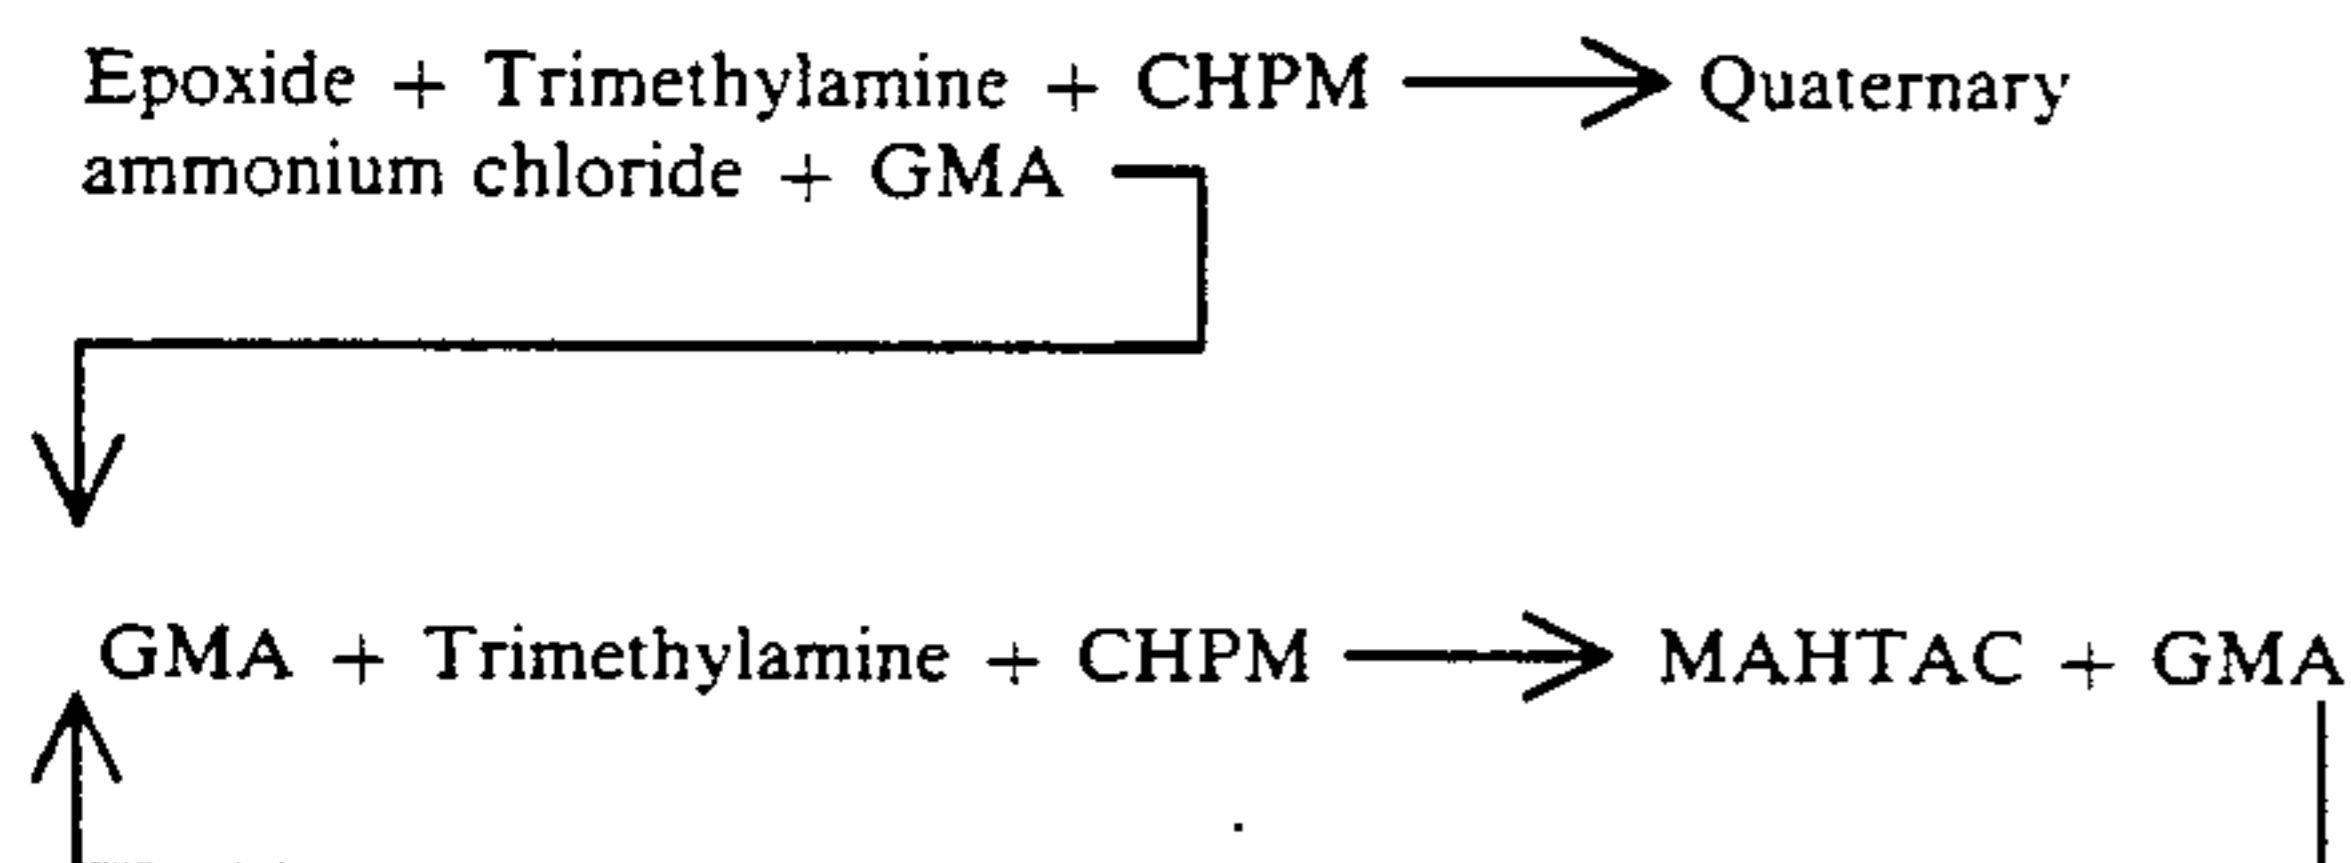 Epoxide + Trimethylamine + CHPM → Quaternary
ammonium chloride + GMA
GMA + Trimethylamine + CHPM → MAHTAC + GMA